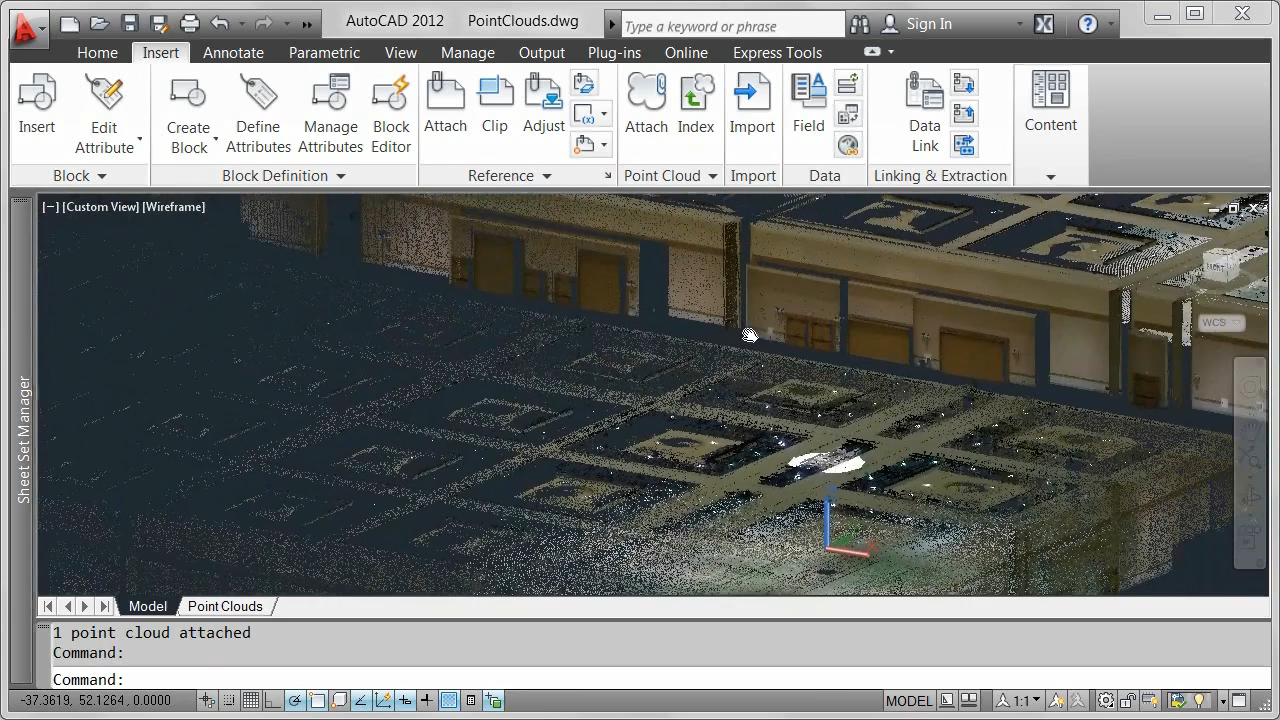 AutoCAD 2012 PointClouds.dwg
Type a keyword or phrase
Sign In
Home Insert Annotate Parametric View Manage Output Plug-ins Online Express Tools
Insert
Edit Attribute
Create Block
Define Attributes
Manage Attributes
Block Editor
Attach
Clip
Adjust
Attach
Index
Import
Field
Data Link
Content
Block
Block Definition
Reference
Point Cloud
Import
Data
Linking & Extraction
[−] [Custom View] [Wireframe]
WCS
Sheet Set Manager
Model Point Clouds
1 point cloud attached
Command:
Command:
-37.3619, 52.1264, 0.0000
MODEL
1:1